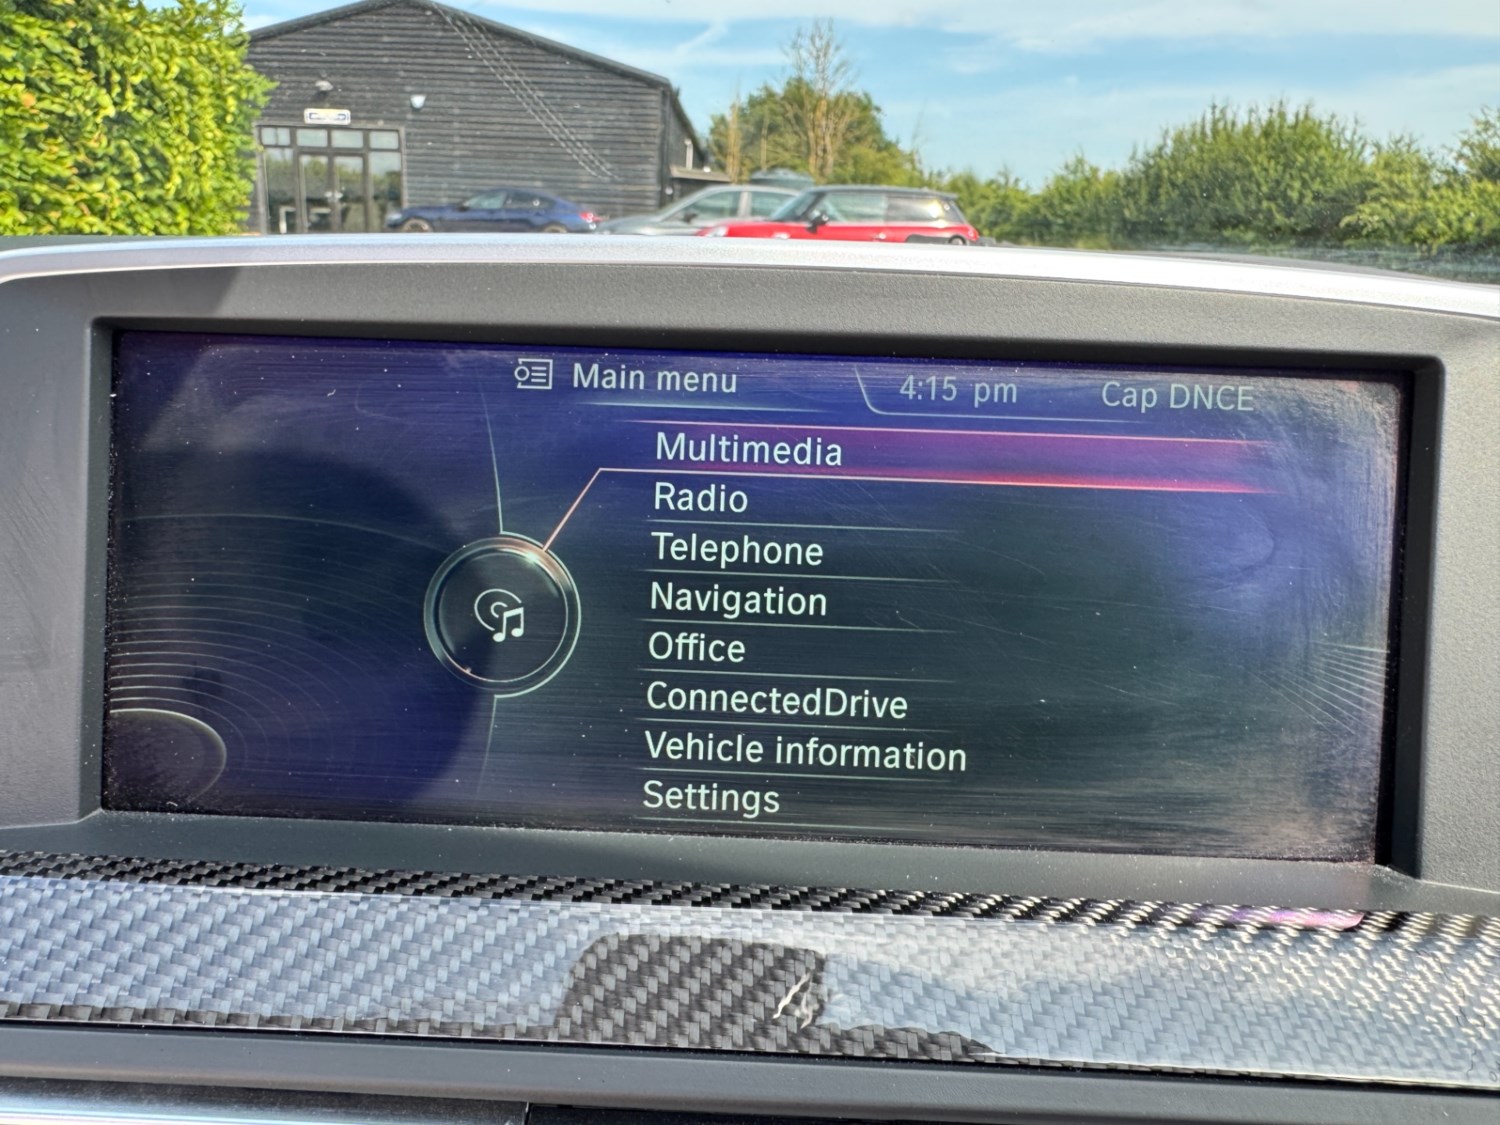 Main menu
4:15 pm
Cap DNCE
Multimedia
Radio
Telephone
Navigation
Office
ConnectedDrive
Vehicle information
Settings